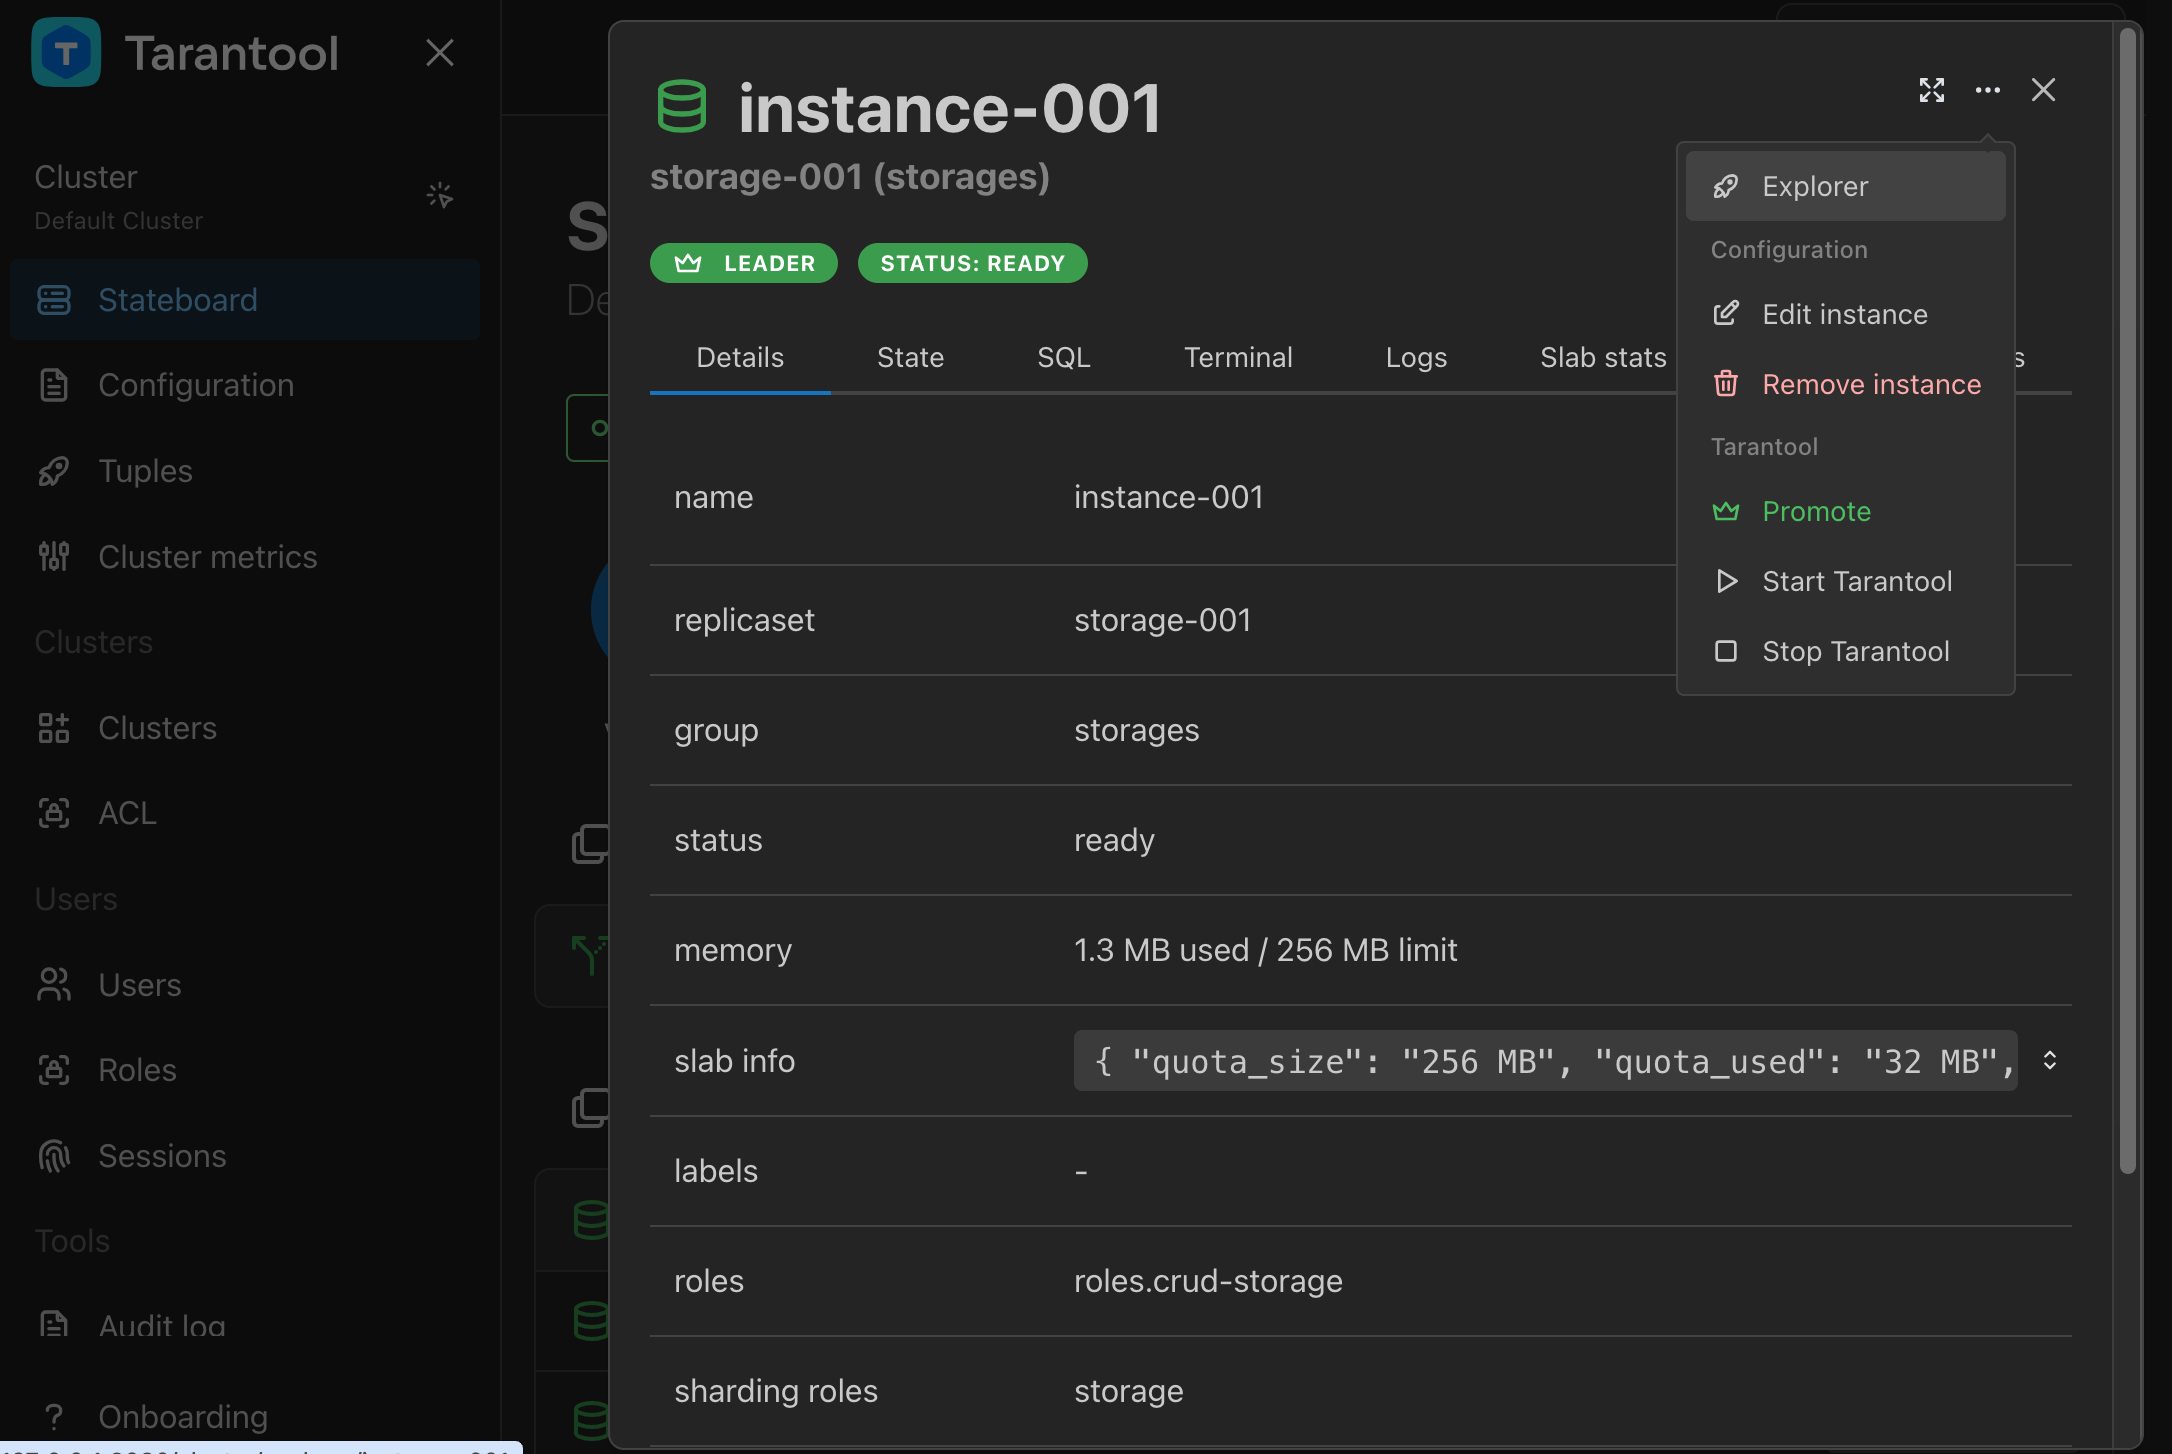 Tarantool
Cluster
Default Cluster
Stateboard
Configuration
Tuples
Cluster metrics
Clusters
Clusters
ACL
Users
Users
Roles
Sessions
Tools
Audit log
? Onboarding
instance-001
storage-001 (storages)
LEADER STATUS: READY
Details State SQL Terminal Logs Slab stats
name instance-001
replicaset storage-001
group storages
status ready
memory 1.3 MB used / 256 MB limit
slab info { "quota_size": "256 MB", "quota_used": "32 MB",
labels -
roles roles.crud-storage
sharding roles storage
Explorer
Configuration
Edit instance
Remove instance
Tarantool
Promote
Start Tarantool
Stop Tarantool